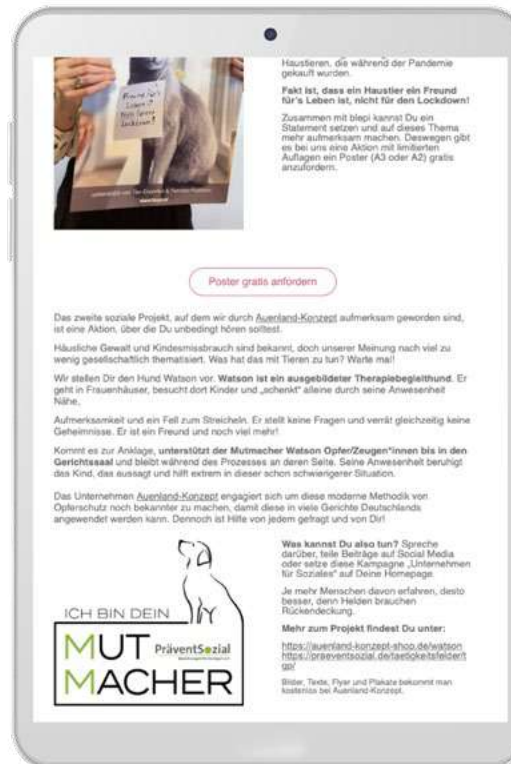 Haustieren, die während der Pandemie
gekauft wurden.
Fakt ist, dass ein Haustier ein Freund
für's Leben ist, nicht für den Lockdown!
Zusammen mit blepi kannst Du ein
Statement setzen und auf dieses Thema
mehr aufmerksam machen. Deswegen gibt
es bei uns eine Aktion mit limitierten
Auflagen ein Poster (A3 oder A2) gratis
anzufordern.
Freund für's
Leben!!
Lockdown!
Poster gratis anfordern
Das zweite soziale Projekt, auf dem wir durch Auenland-Konzept aufmerksam geworden sind,
ist eine Aktion, über die Du unbedingt hören solltest.
Häusliche Gewalt und Kindesmissbrauch sind bekannt, doch unserer Meinung nach viel zu
wenig gesellschaftlich thematisiert. Was hat das mit Tieren zu tun? Warte mal!
Wir stellen Dir den Hund Watson vor. Watson ist ein ausgebildeter Therapiebegleithund. Er
geht in Frauenhäuser, besucht dort Kinder und „schenkt“ alleine durch seine Anwesenheit
Nähe,
Aufmerksamkeit und ein Fell zum Streicheln. Er stellt keine Fragen und verrät gleichzeitig keine
Geheimnisse. Er ist ein Freund und noch viel mehr!
Kommt es zur Anklage, unterstützt der Mutmacher Watson Opfer/Zeugen*innen bis in den
Gerichtssaal und bleibt während des Prozesses an deren Seite. Seine Anwesenheit beruhigt
das Kind, das aussagt und hilft extrem in dieser schon schwierigerer Situation.
Das Unternehmen Auenland-Konzept engagiert sich um diese moderne Methodik von
Opferschutz noch bekannter zu machen, damit diese in viele Gerichte Deutschlands
angewendet werden kann. Dennoch ist Hilfe von jedem gefragt und von Dir!
ICH BIN DEIN
MUT
MACHER
PräventSozial
Was kannst Du also tun? Spreche
darüber, teile Beiträge auf Social Media
oder setze diese Kampagne „Unternehmen
für Soziales“ auf Deine Homepage.
Je mehr Menschen davon erfahren, desto
besser, denn Helden brauchen
Rückendeckung.
Mehr zum Projekt findest Du unter:
https://auenland-konzept-shop.de/watson
https://praeventsozial.de/taetigkeitsfelder/t
gp/
Bilder, Texte, Flyer und Plakate bekommt man
kostenlos bei Auenland-Konzept.